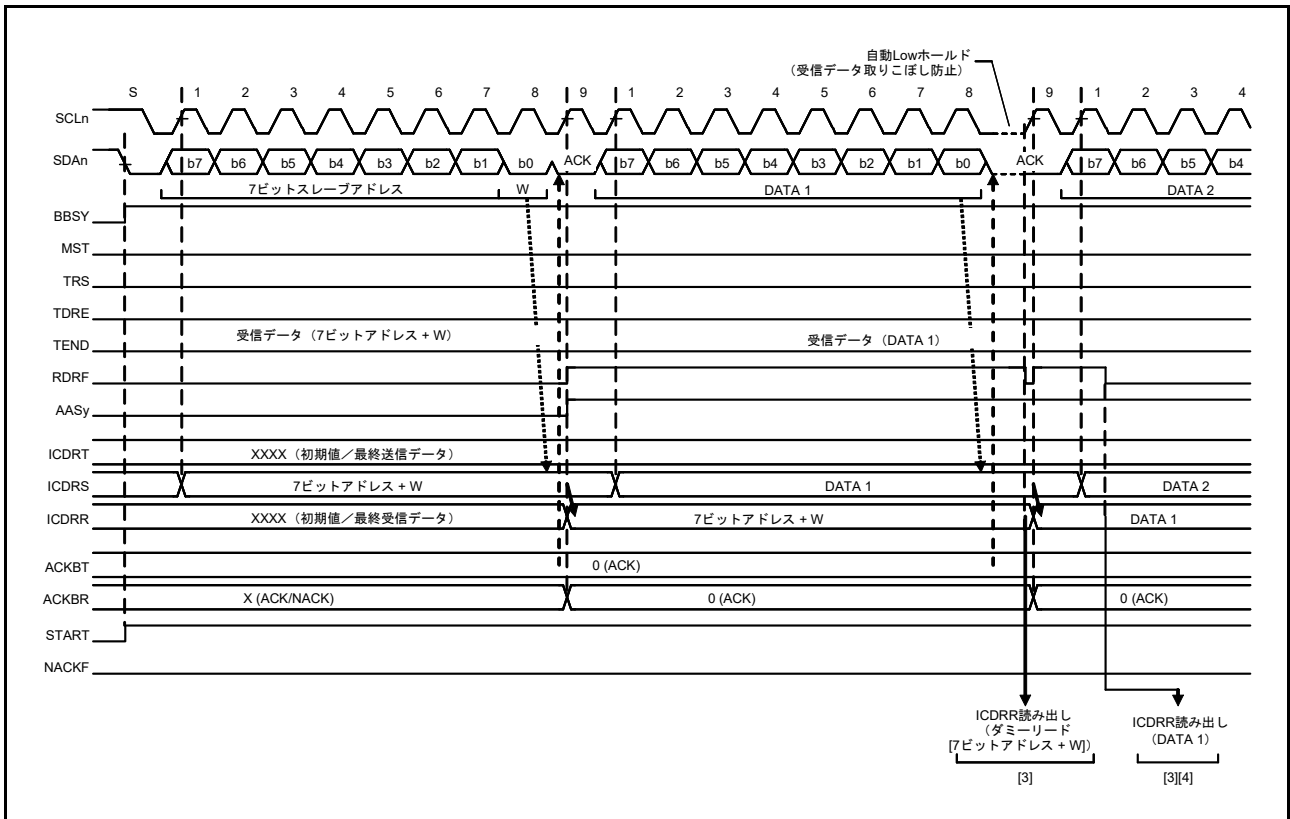 自動Lowホールド
（受信データ取りこぼし防止）
S 1 2 3 4 5 6 7 8 9 1 2 3 4 5 6 7 8 9 1 2 3 4
SCLn
SDAn b7 b6 b5 b4 b3 b2 b1 b0 ACK b7 b6 b5 b4 b3 b2 b1 b0 ACK b7 b6 b5 b4
7ビットスレーブアドレス W DATA 1 DATA 2
BBSY
MST
TRS
TDRE
受信データ（7ビットアドレス + W） 受信データ（DATA 1）
TEND
RDRF
AASy
ICDRT XXXX（初期値／最終送信データ）
ICDRS 7ビットアドレス + W DATA 1 DATA 2
ICDRR XXXX（初期値／最終受信データ） 7ビットアドレス + W DATA 1
ACKBT 0 (ACK)
ACKBR X (ACK/NACK) 0 (ACK) 0 (ACK)
START
NACKF
ICDRR読み出し
（ダミーリード
[7ビットアドレス + W]）
[3]
ICDRR読み出し
（DATA 1）
[3][4]